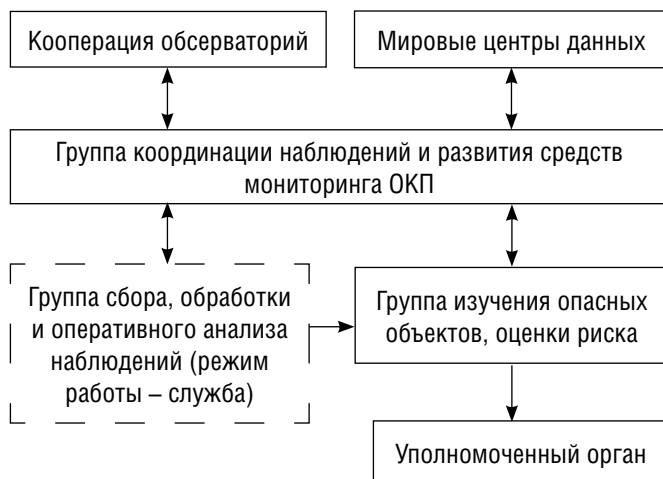 Кооперация обсерваторий
Мировые центры данных
Группа координации наблюдений и развития средств
мониторинга ОКП
Группа сбора, обработки
и оперативного анализа
наблюдений (режим
работы – служба)
Группа изучения опасных
объектов, оценки риска
Уполномоченный орган